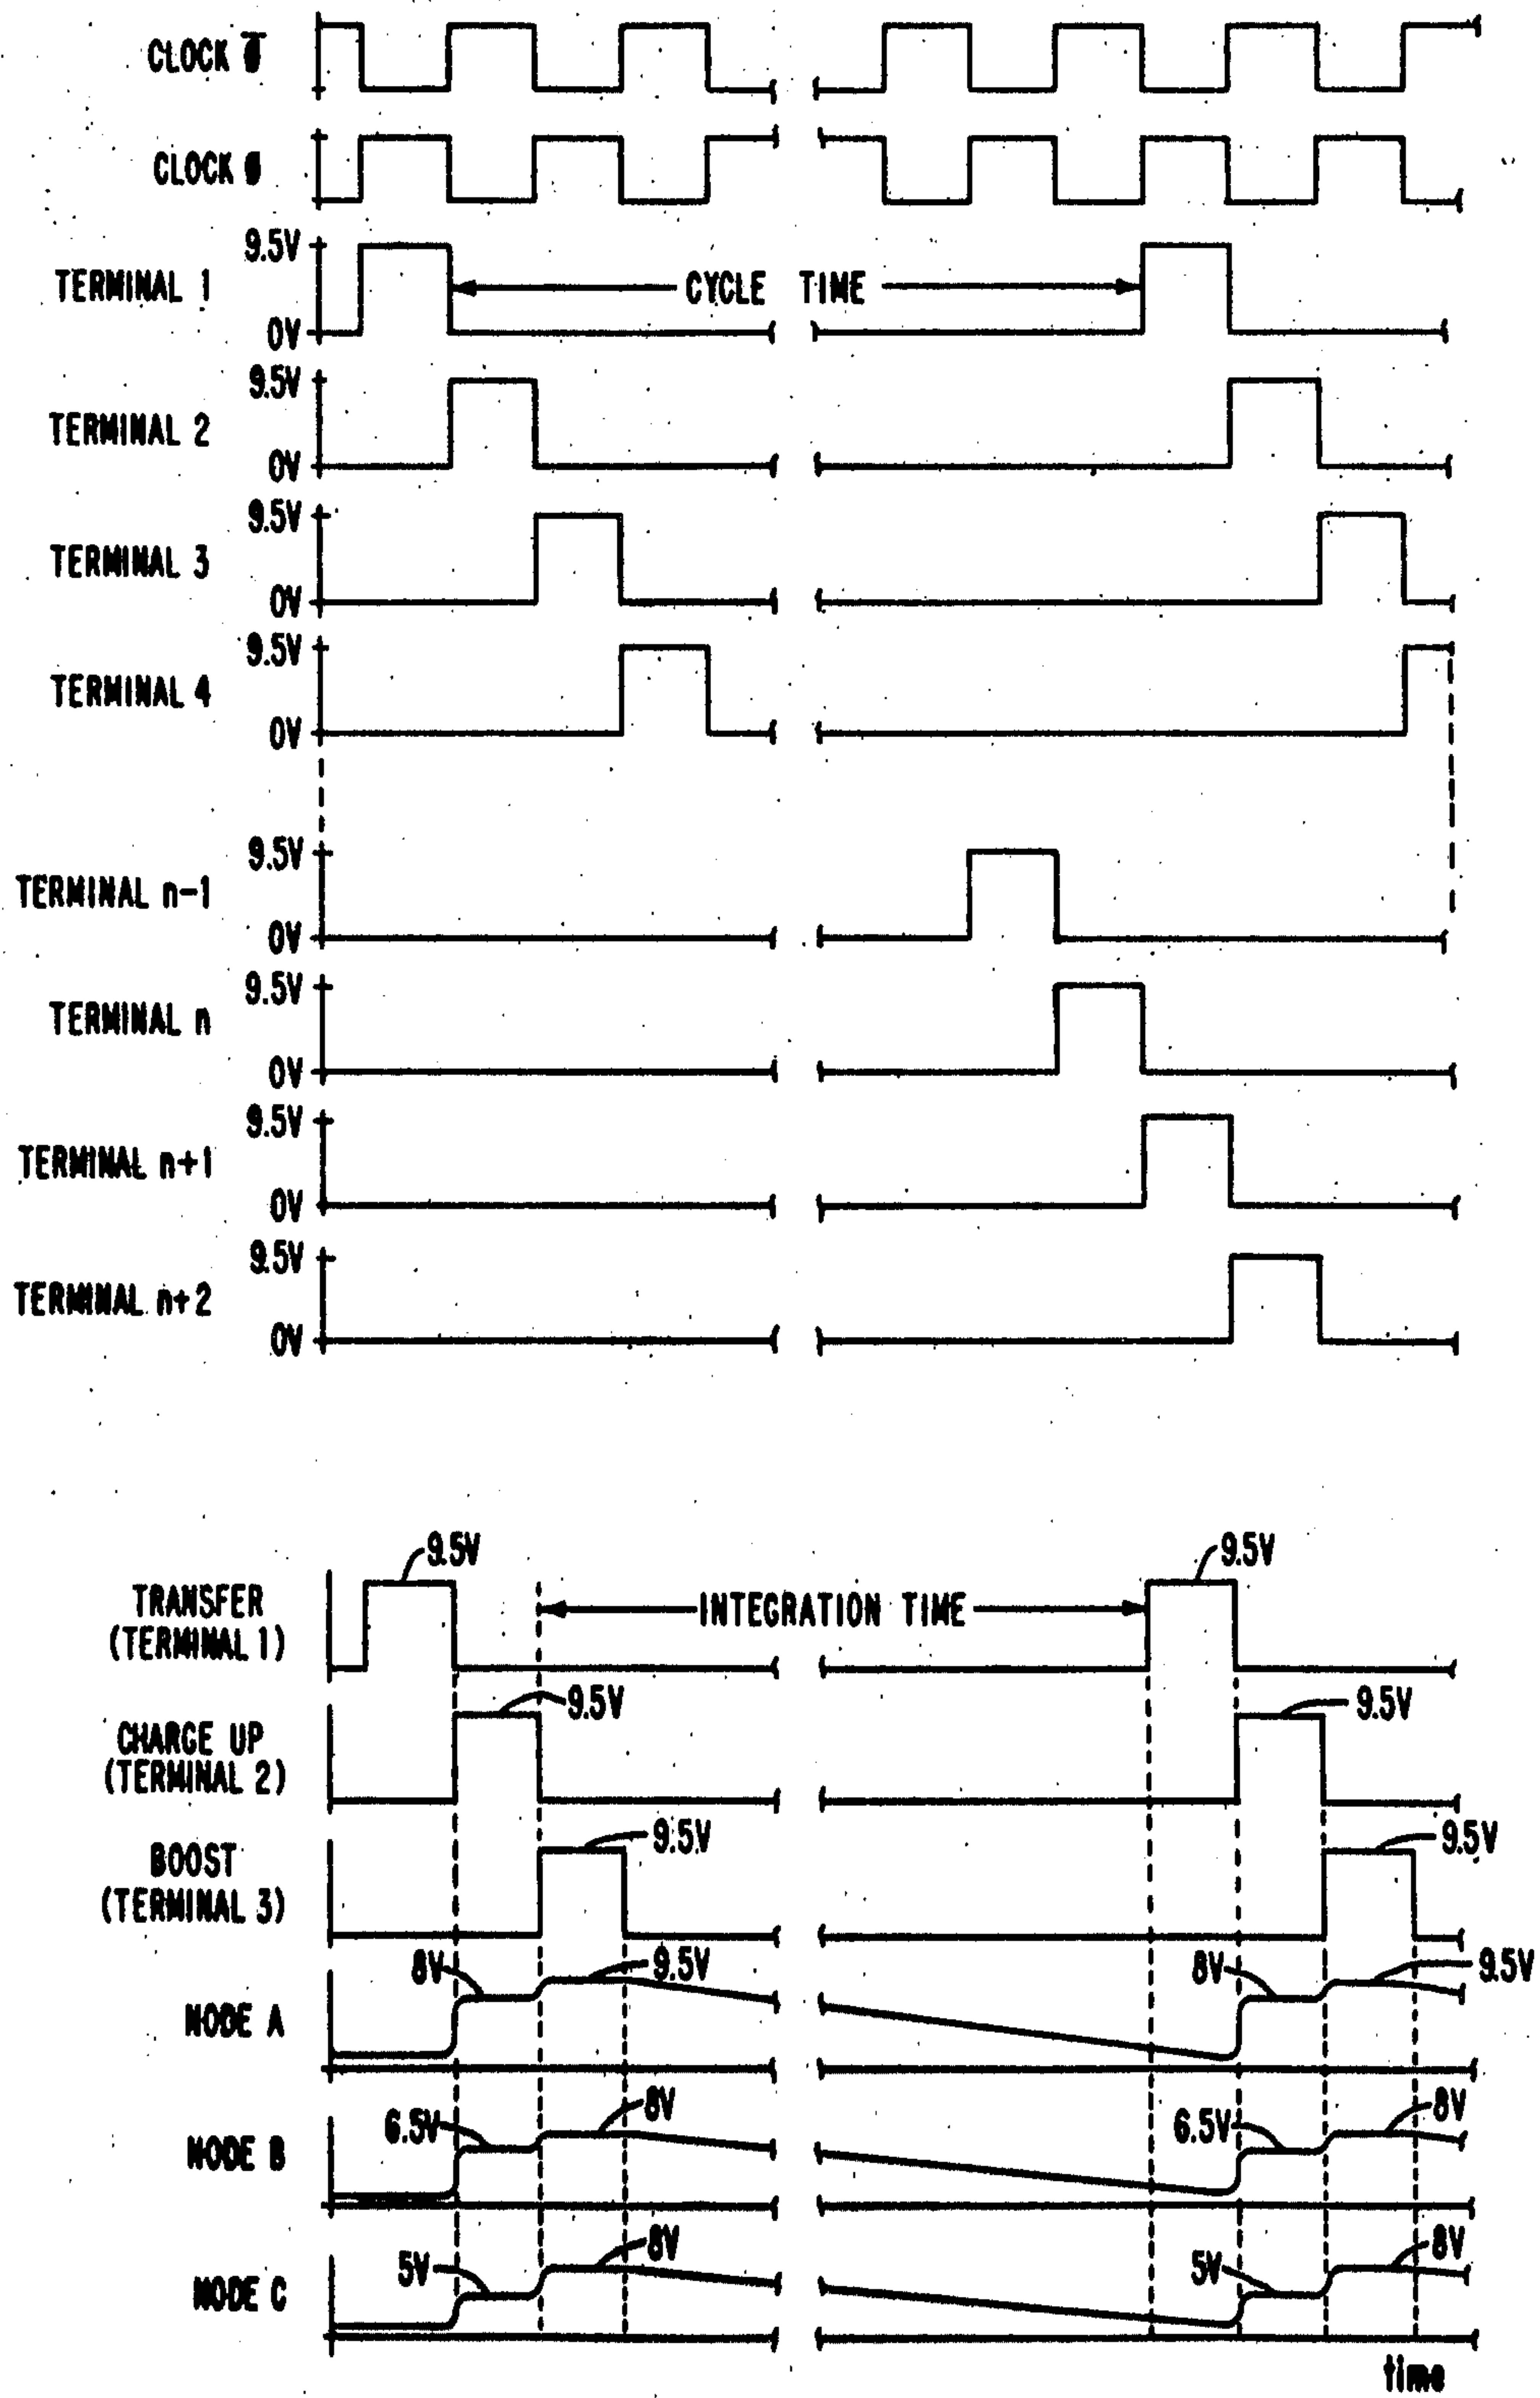 CLOCK ϕ̅
CLOCK ϕ
9.5V
TERMINAL 1
CYCLE TIME
0V
9.5V
TERMINAL 2
0V
9.5V
TERMINAL 3
0V
9.5V
TERMINAL 4
0V
9.5V
TERMINAL n-1
0V
9.5V
TERMINAL n
0V
9.5V
TERMINAL n+1
0V
9.5V
TERMINAL n+2
0V
9.5V 9.5V
TRANSFER
(TERMINAL 1)
INTEGRATION TIME
9.5V 9.5V
CHARGE UP
(TERMINAL 2)
9.5V 9.5V
BOOST
(TERMINAL 3)
8V 9.5V 8V 9.5V
NODE A
6.5V 8V 6.5V 8V
NODE B
5V 8V 5V 8V
NODE C
time